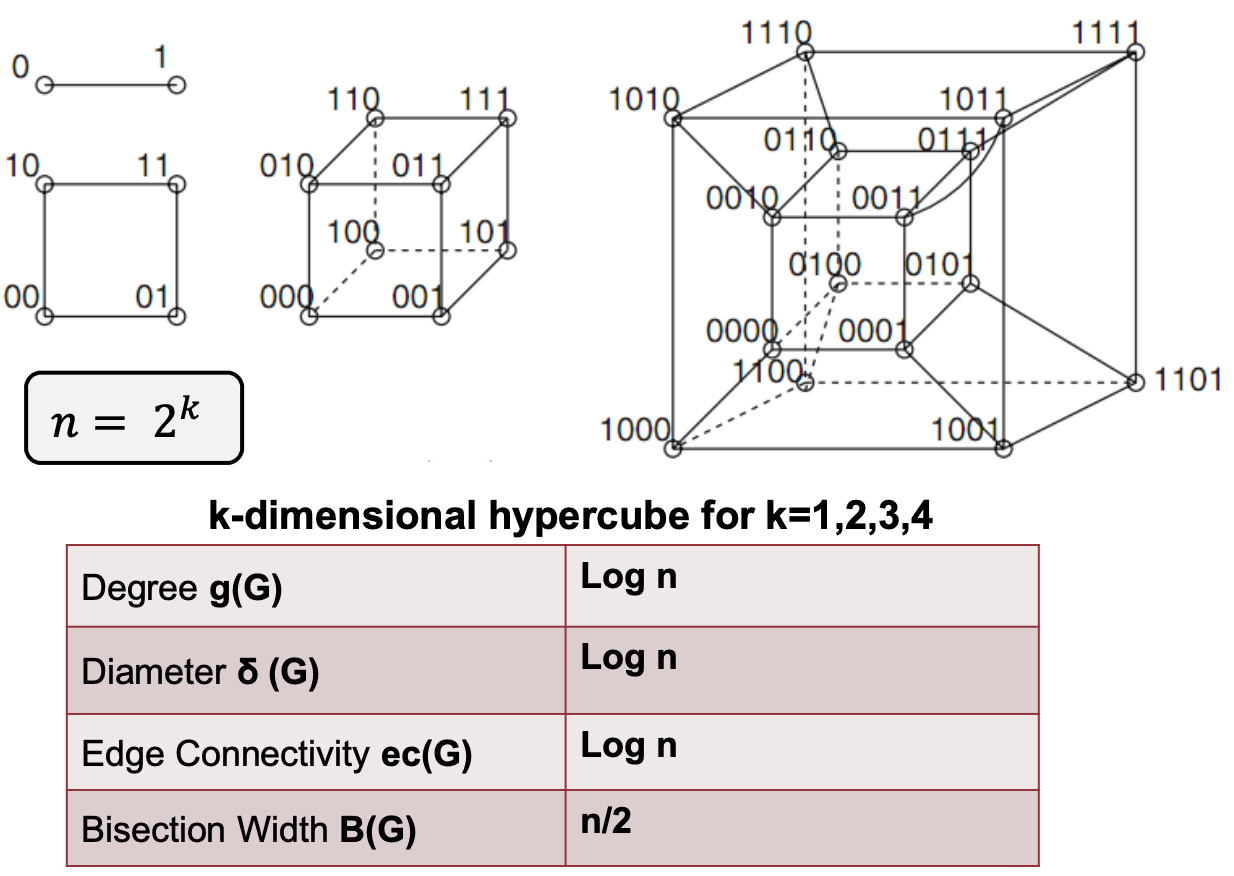 0 1
10 11
00 01
110 111
010 011
100 101
000 001
1110 1111
1010 1011
0110 0111
0010 0011
0100 0101
0000 0001
1100 1101
1000 1001
n = 2^k
k-dimensional hypercube for k=1,2,3,4
Degree g(G) Log n
Diameter δ (G) Log n
Edge Connectivity ec(G) Log n
Bisection Width B(G) n/2